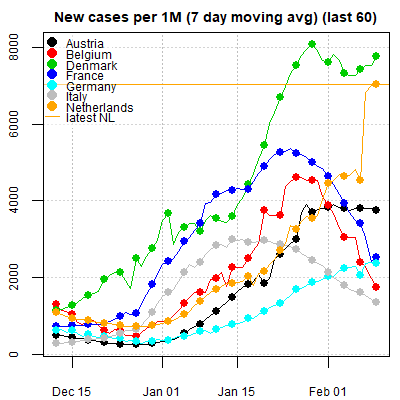 New cases per 1M (7 day moving avg) (last 60)
8000
6000
4000
2000
0
Austria
Belgium
Denmark
France
Germany
Italy
Netherlands
latest NL
Dec 15
Jan 01
Jan 15
Feb 01